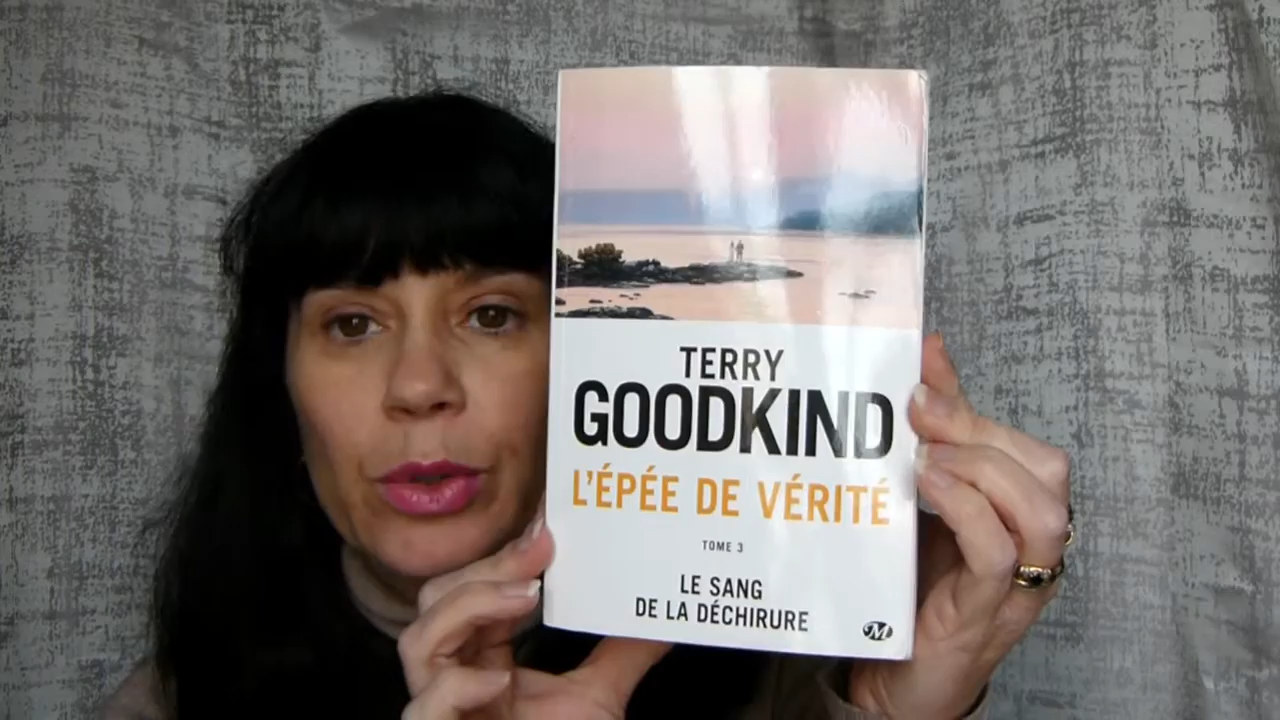 TERRY
GOODKIND
L'ÉPÉE DE VÉRITÉ
TOME 3
LE SANG
DE LA DÉCHIRURE
M